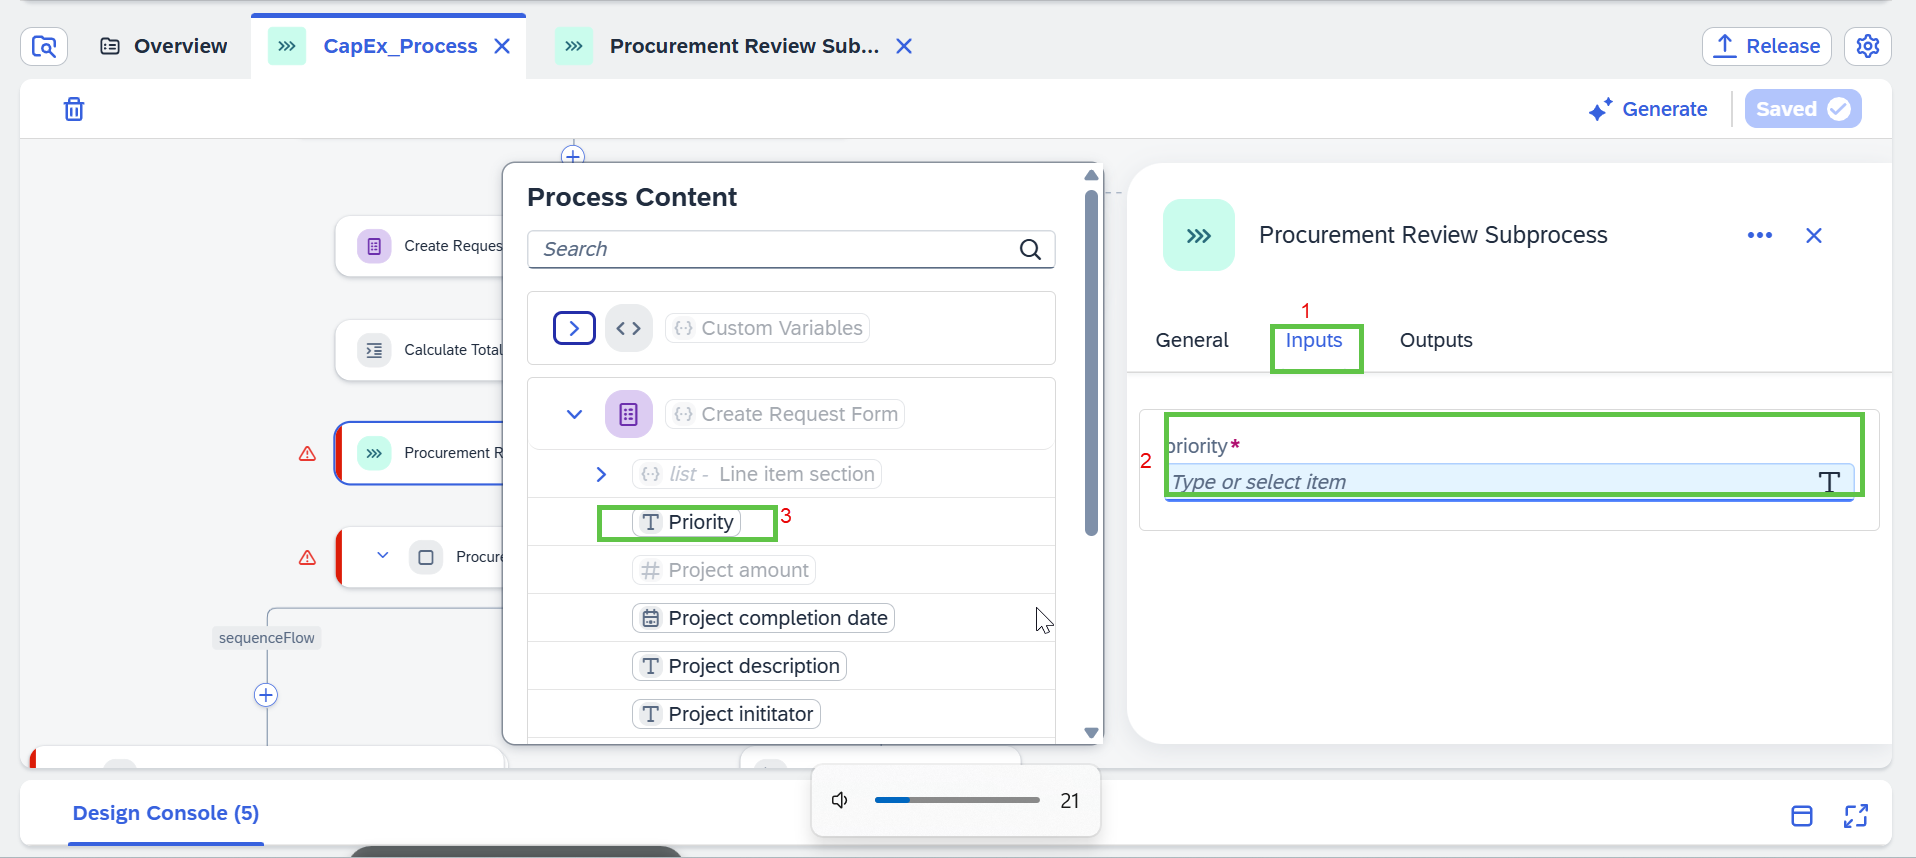 Overview
CapEx_Process
Procurement Review Sub...
Release
Generate
Saved
Process Content
Search
Custom Variables
Create Request Form
list - Line item section
Priority
3
Project amount
Project completion date
Project description
Project inititator
Create Reques
Calculate Total
Procurement R
Procure
sequenceFlow
Procurement Review Subprocess
1
General
Inputs
Outputs
2
priority*
Type or select item
21
Design Console (5)